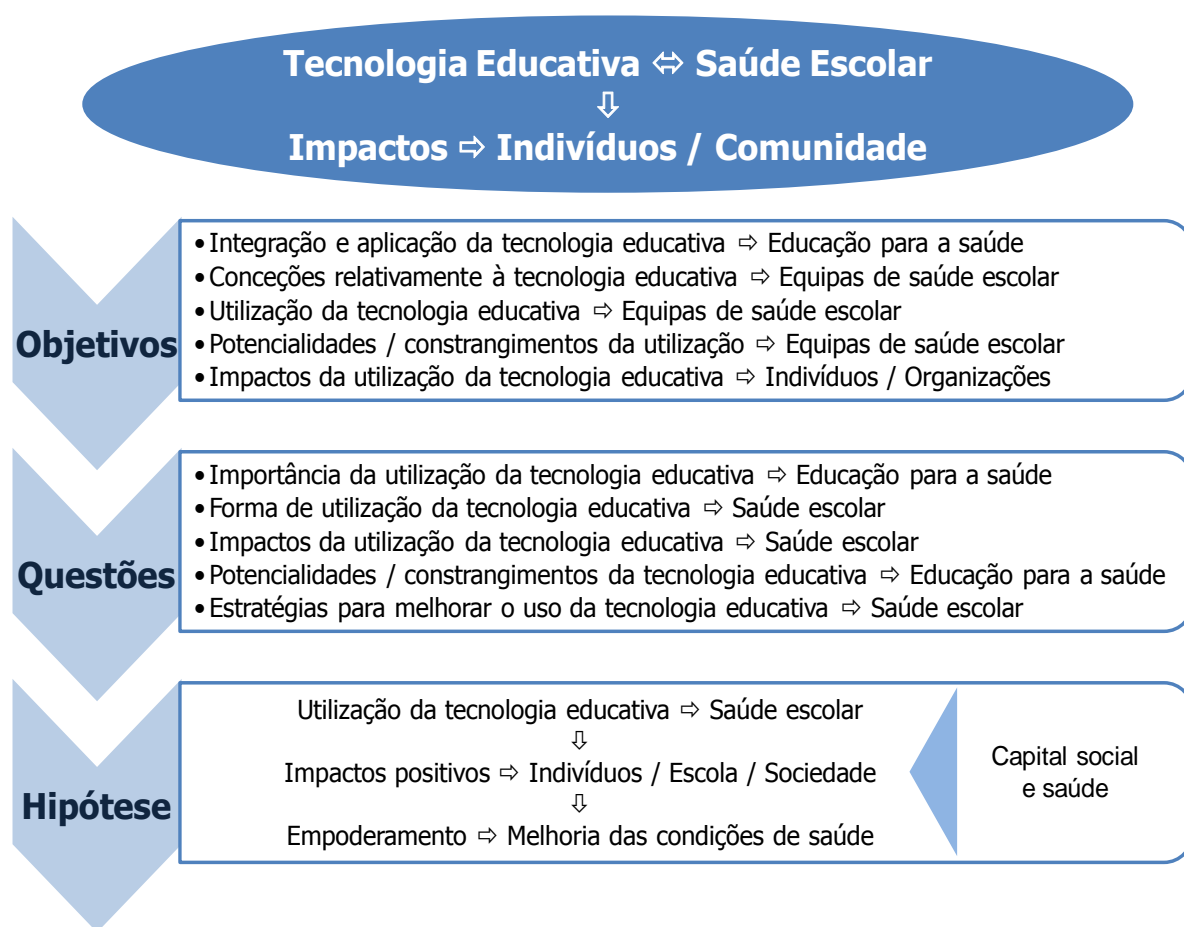 Tecnologia Educativa ⬄ Saúde Escolar
⇩
Impactos ⇨ Indivíduos / Comunidade
Objetivos
• Integração e aplicação da tecnologia educativa ⇨ Educação para a saúde
• Conceções relativamente à tecnologia educativa ⇨ Equipas de saúde escolar
• Utilização da tecnologia educativa ⇨ Equipas de saúde escolar
• Potencialidades / constrangimentos da utilização ⇨ Equipas de saúde escolar
• Impactos da utilização da tecnologia educativa ⇨ Indivíduos / Organizações
Questões
• Importância da utilização da tecnologia educativa ⇨ Educação para a saúde
• Forma de utilização da tecnologia educativa ⇨ Saúde escolar
• Impactos da utilização da tecnologia educativa ⇨ Saúde escolar
• Potencialidades / constrangimentos da tecnologia educativa ⇨ Educação para a saúde
• Estratégias para melhorar o uso da tecnologia educativa ⇨ Saúde escolar
Hipótese
Utilização da tecnologia educativa ⇨ Saúde escolar
⇩
Impactos positivos ⇨ Indivíduos / Escola / Sociedade
⇩
Empoderamento ⇨ Melhoria das condições de saúde
Capital social
e saúde